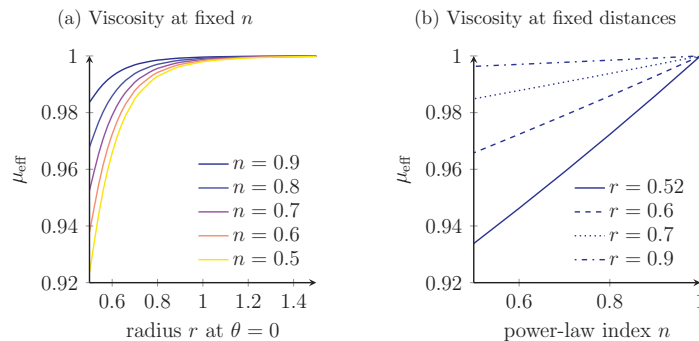 (a) Viscosity at fixed n
1
0.98
0.96
0.94
0.92
μeff
n = 0.9
n = 0.8
n = 0.7
n = 0.6
n = 0.5
0.6 0.8 1 1.2 1.4
radius r at θ = 0
(b) Viscosity at fixed distances
1
0.98
0.96
0.94
0.92
μeff
r = 0.52
r = 0.6
r = 0.7
r = 0.9
0.6 0.8 1
power-law index n